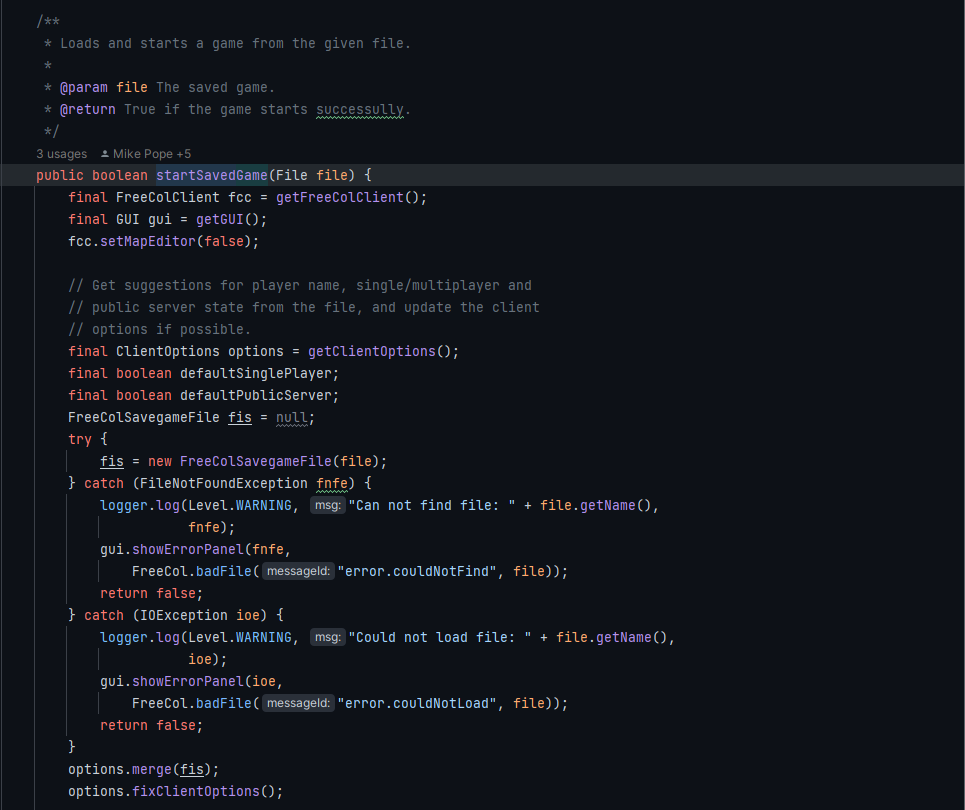 /**
 * Loads and starts a game from the given file.
 *
 * @param file The saved game.
 * @return True if the game starts successully.
 */
3 usages Mike Pope +5
public boolean startSavedGame(File file) {
    final FreeColClient fcc = getFreeColClient();
    final GUI gui = getGUI();
    fcc.setMapEditor(false);

    // Get suggestions for player name, single/multiplayer and
    // public server state from the file, and update the client
    // options if possible.
    final ClientOptions options = getClientOptions();
    final boolean defaultSinglePlayer;
    final boolean defaultPublicServer;
    FreeColSavegameFile fis = null;
    try {
        fis = new FreeColSavegameFile(file);
    } catch (FileNotFoundException fnfe) {
        logger.log(Level.WARNING, msg: "Can not find file: " + file.getName(),
                   fnfe);
        gui.showErrorPanel(fnfe,
            FreeCol.badFile( messageId: "error.couldNotFind", file));
        return false;
    } catch (IOException ioe) {
        logger.log(Level.WARNING, msg: "Could not load file: " + file.getName(),
                   ioe);
        gui.showErrorPanel(ioe,
            FreeCol.badFile( messageId: "error.couldNotLoad", file));
        return false;
    }
    options.merge(fis);
    options.fixClientOptions();